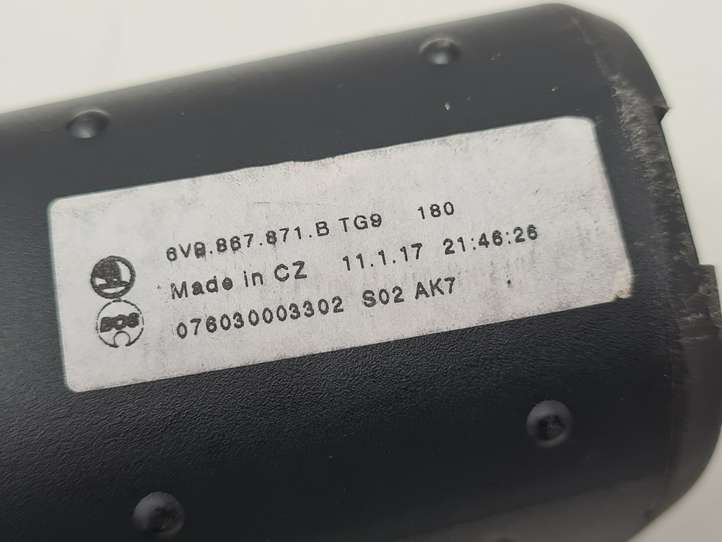 6V9.867.871.B TG9 180
Made in CZ 11.1.17 21:46:26
BOS
076030003302 S02 AK7